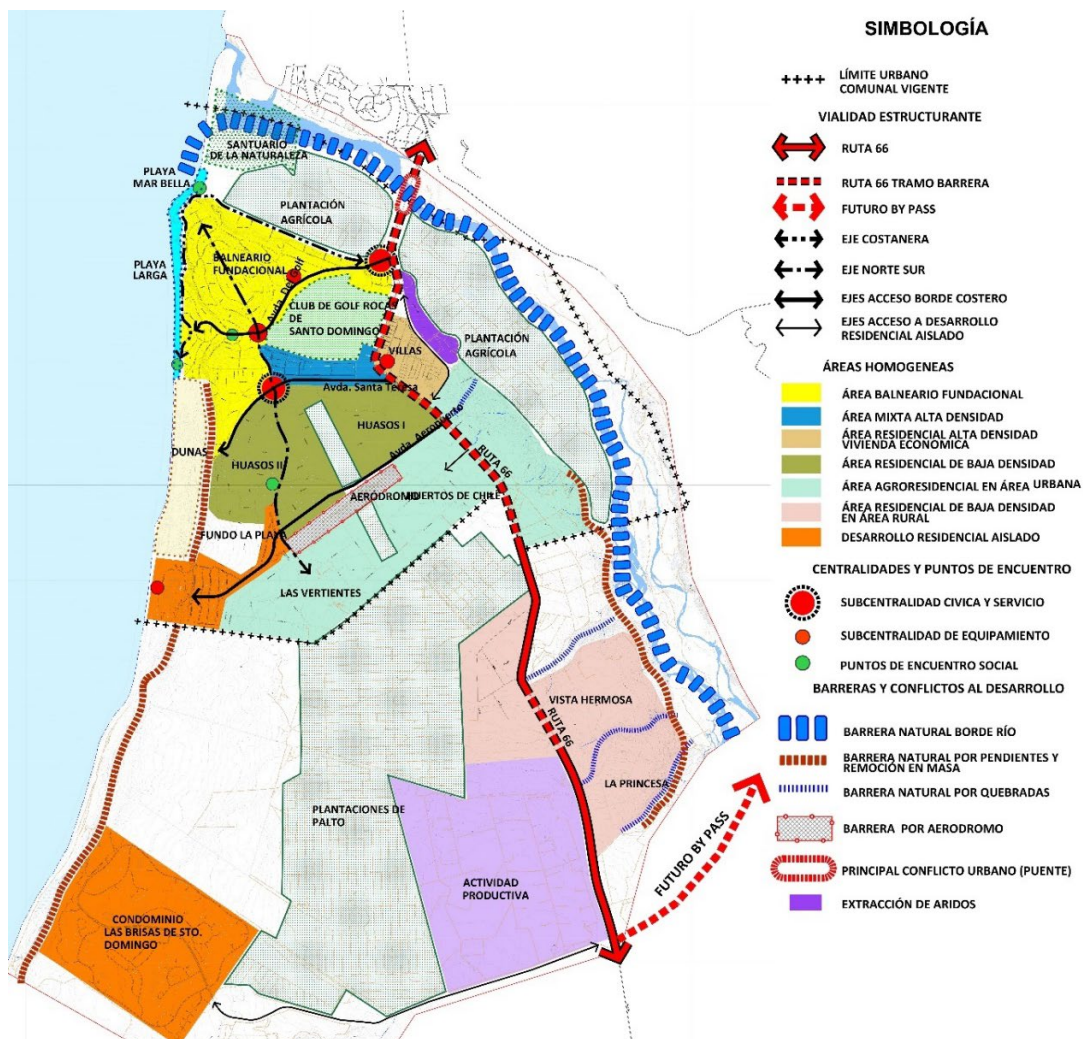 SIMBOLOGÍA
LÍMITE URBANO
COMUNAL VIGENTE
VIALIDAD ESTRUCTURANTE
RUTA 66
RUTA 66 TRAMO BARRERA
FUTURO BY PASS
EJE COSTANERA
EJE NORTE SUR
EJES ACCESO BORDE COSTERO
EJES ACCESO A DESARROLLO
RESIDENCIAL AISLADO
ÁREAS HOMOGENEAS
ÁREA BALNEARIO FUNDACIONAL
ÁREA MIXTA ALTA DENSIDAD
ÁREA RESIDENCIAL ALTA DENSIDAD
VIVIENDA ECONÓMICA
ÁREA RESIDENCIAL DE BAJA DENSIDAD
ÁREA AGRORESIDENCIAL EN ÁREA URBANA
ÁREA RESIDENCIAL DE BAJA DENSIDAD
EN ÁREA RURAL
DESARROLLO RESIDENCIAL AISLADO
CENTRALIDADES Y PUNTOS DE ENCUENTRO
SUBCENTRALIDAD CIVICA Y SERVICIO
SUBCENTRALIDAD DE EQUIPAMIENTO
PUNTOS DE ENCUENTRO SOCIAL
BARRERAS Y CONFLICTOS AL DESARROLLO
BARRERA NATURAL BORDE RÍO
BARRERA NATURAL POR PENDIENTES Y
REMOCIÓN EN MASA
BARRERA NATURAL POR QUEBRADAS
BARRERA POR AERODROMO
PRINCIPAL CONFLICTO URBANO (PUENTE)
EXTRACCIÓN DE ARIDOS
SANTUARIO
DE LA NATURALEZA
PLAYA
MAR BELLA
PLANTACIÓN
AGRÍCOLA
PLAYA
LARGA
BALNEARIO
FUNDACIONAL
Avda. Del Golf
CLUB DE GOLF ROCAS
DE
SANTO DOMINGO
VILLAS
PLANTACIÓN
AGRÍCOLA
Avda. Santa Teresa
HUASOS I
Avda. Aeropuerto
DUNAS
HUASOS II
RUTA 66
AERÓDROMO
HUERTOS DE CHILE
FUNDO LA PLAYA
LAS VERTIENTES
VISTA HERMOSA
RUTA 66
LA PRINCESA
PLANTACIONES DE
PALTO
FUTURO BY PASS
ACTIVIDAD
PRODUCTIVA
CONDOMINIO
LAS BRISAS DE STO.
DOMINGO